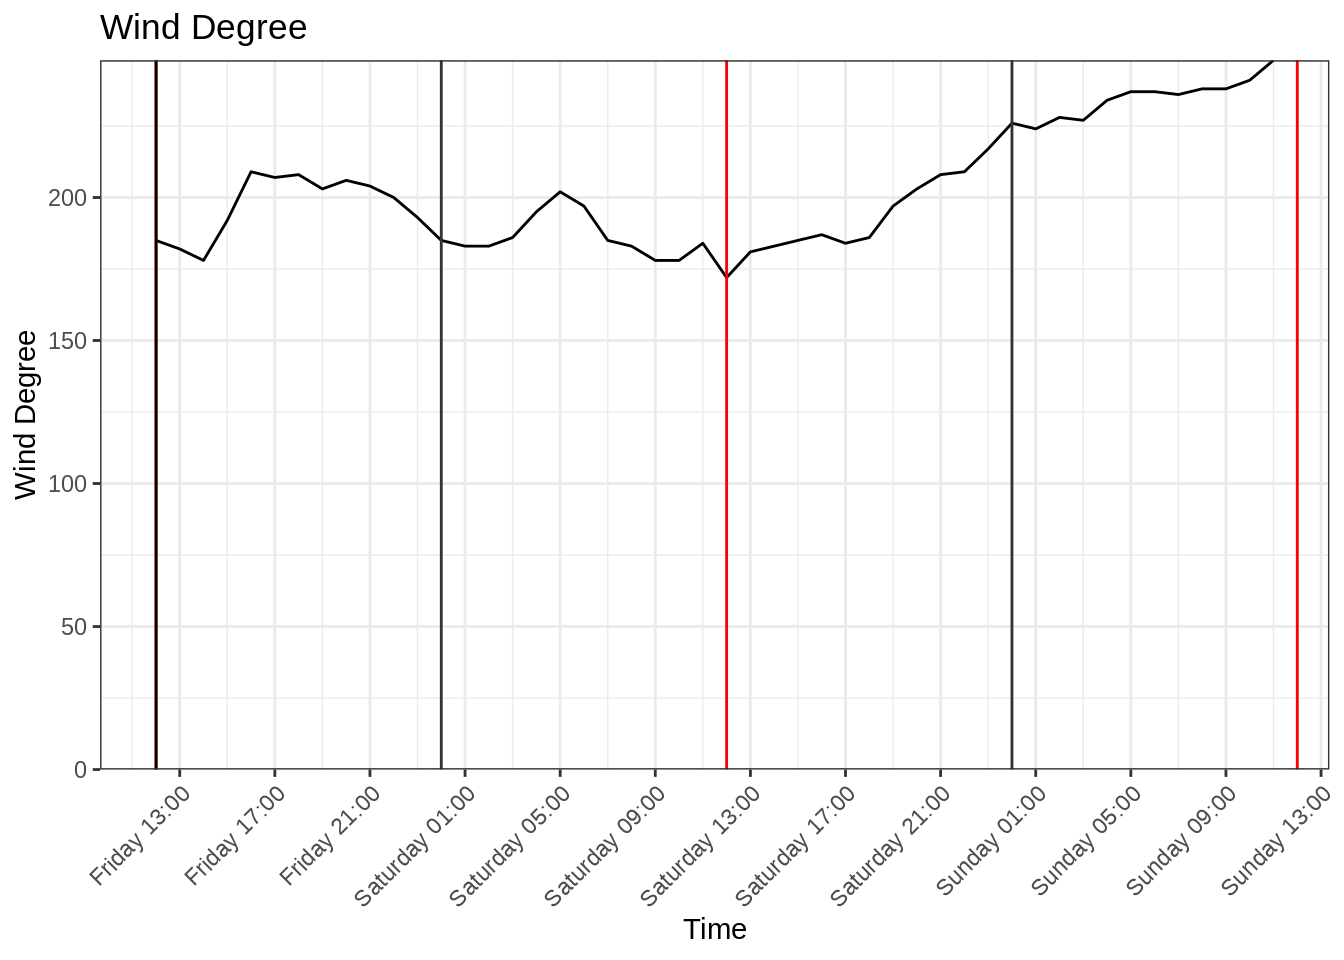 Wind Degree
Wind Degree
200
150
100
50
0
Friday 13:00
Friday 17:00
Friday 21:00
Saturday 01:00
Saturday 05:00
Saturday 09:00
Saturday 13:00
Saturday 17:00
Saturday 21:00
Sunday 01:00
Sunday 05:00
Sunday 09:00
Sunday 13:00
Time